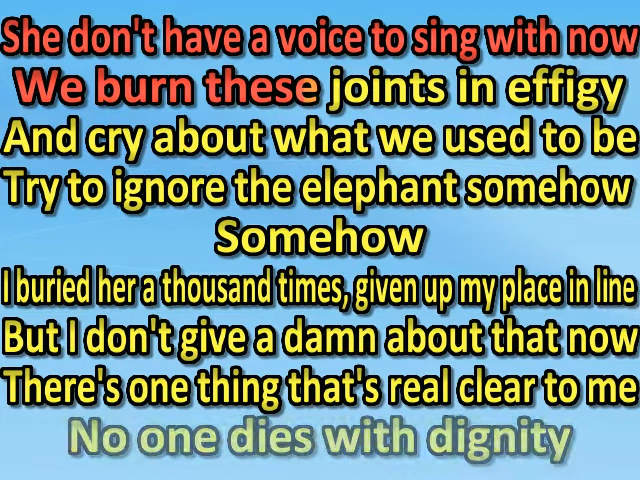 She don't have a voice to sing with now
We burn these joints in effigy
And cry about what we used to be
Try to ignore the elephant somehow
Somehow
I buried her a thousand times, given up my place in line
But I don't give a damn about that now
There's one thing that's real clear to me
No one dies with dignity